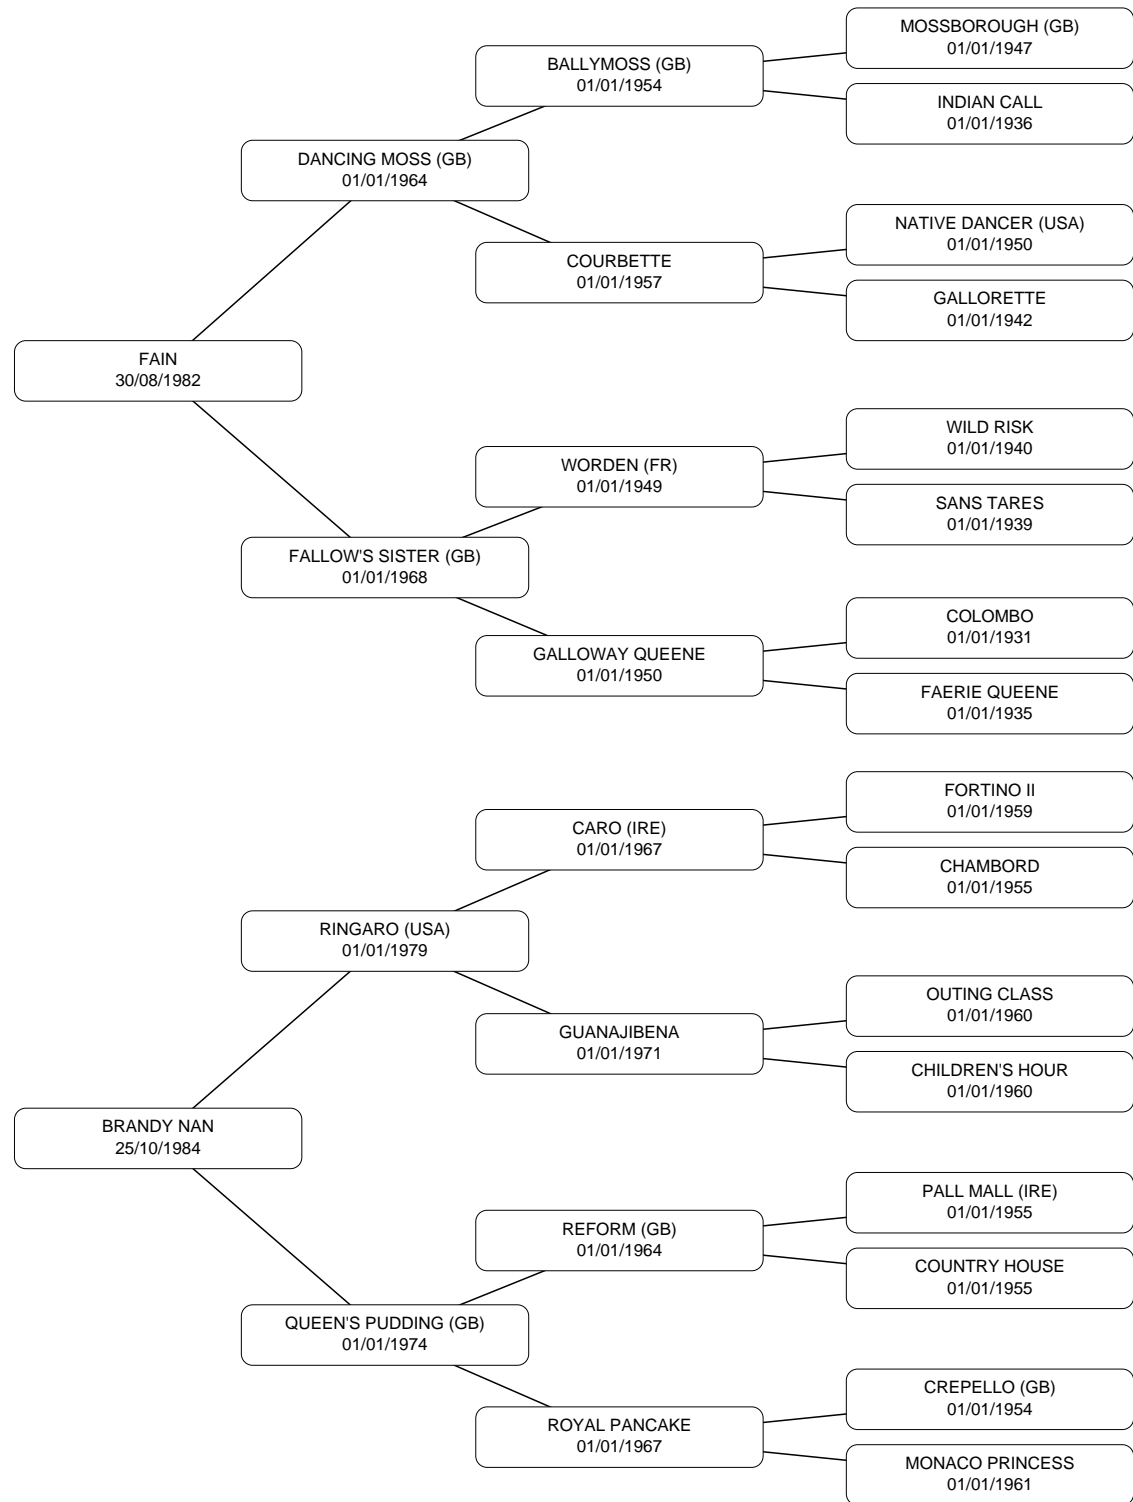 MOSSBOROUGH (GB)
01/01/1947
BALLYMOSS (GB)
01/01/1954
INDIAN CALL
01/01/1936
DANCING MOSS (GB)
01/01/1964
NATIVE DANCER (USA)
01/01/1950
COURBETTE
01/01/1957
GALLORETTE
01/01/1942
FAIN
30/08/1982
WILD RISK
01/01/1940
WORDEN (FR)
01/01/1949
SANS TARES
01/01/1939
FALLOW'S SISTER (GB)
01/01/1968
COLOMBO
01/01/1931
GALLOWAY QUEENE
01/01/1950
FAERIE QUEENE
01/01/1935
FORTINO II
01/01/1959
CARO (IRE)
01/01/1967
CHAMBORD
01/01/1955
RINGARO (USA)
01/01/1979
OUTING CLASS
01/01/1960
GUANAJIBENA
01/01/1971
CHILDREN'S HOUR
01/01/1960
BRANDY NAN
25/10/1984
PALL MALL (IRE)
01/01/1955
REFORM (GB)
01/01/1964
COUNTRY HOUSE
01/01/1955
QUEEN'S PUDDING (GB)
01/01/1974
CREPELLO (GB)
01/01/1954
ROYAL PANCAKE
01/01/1967
MONACO PRINCESS
01/01/1961